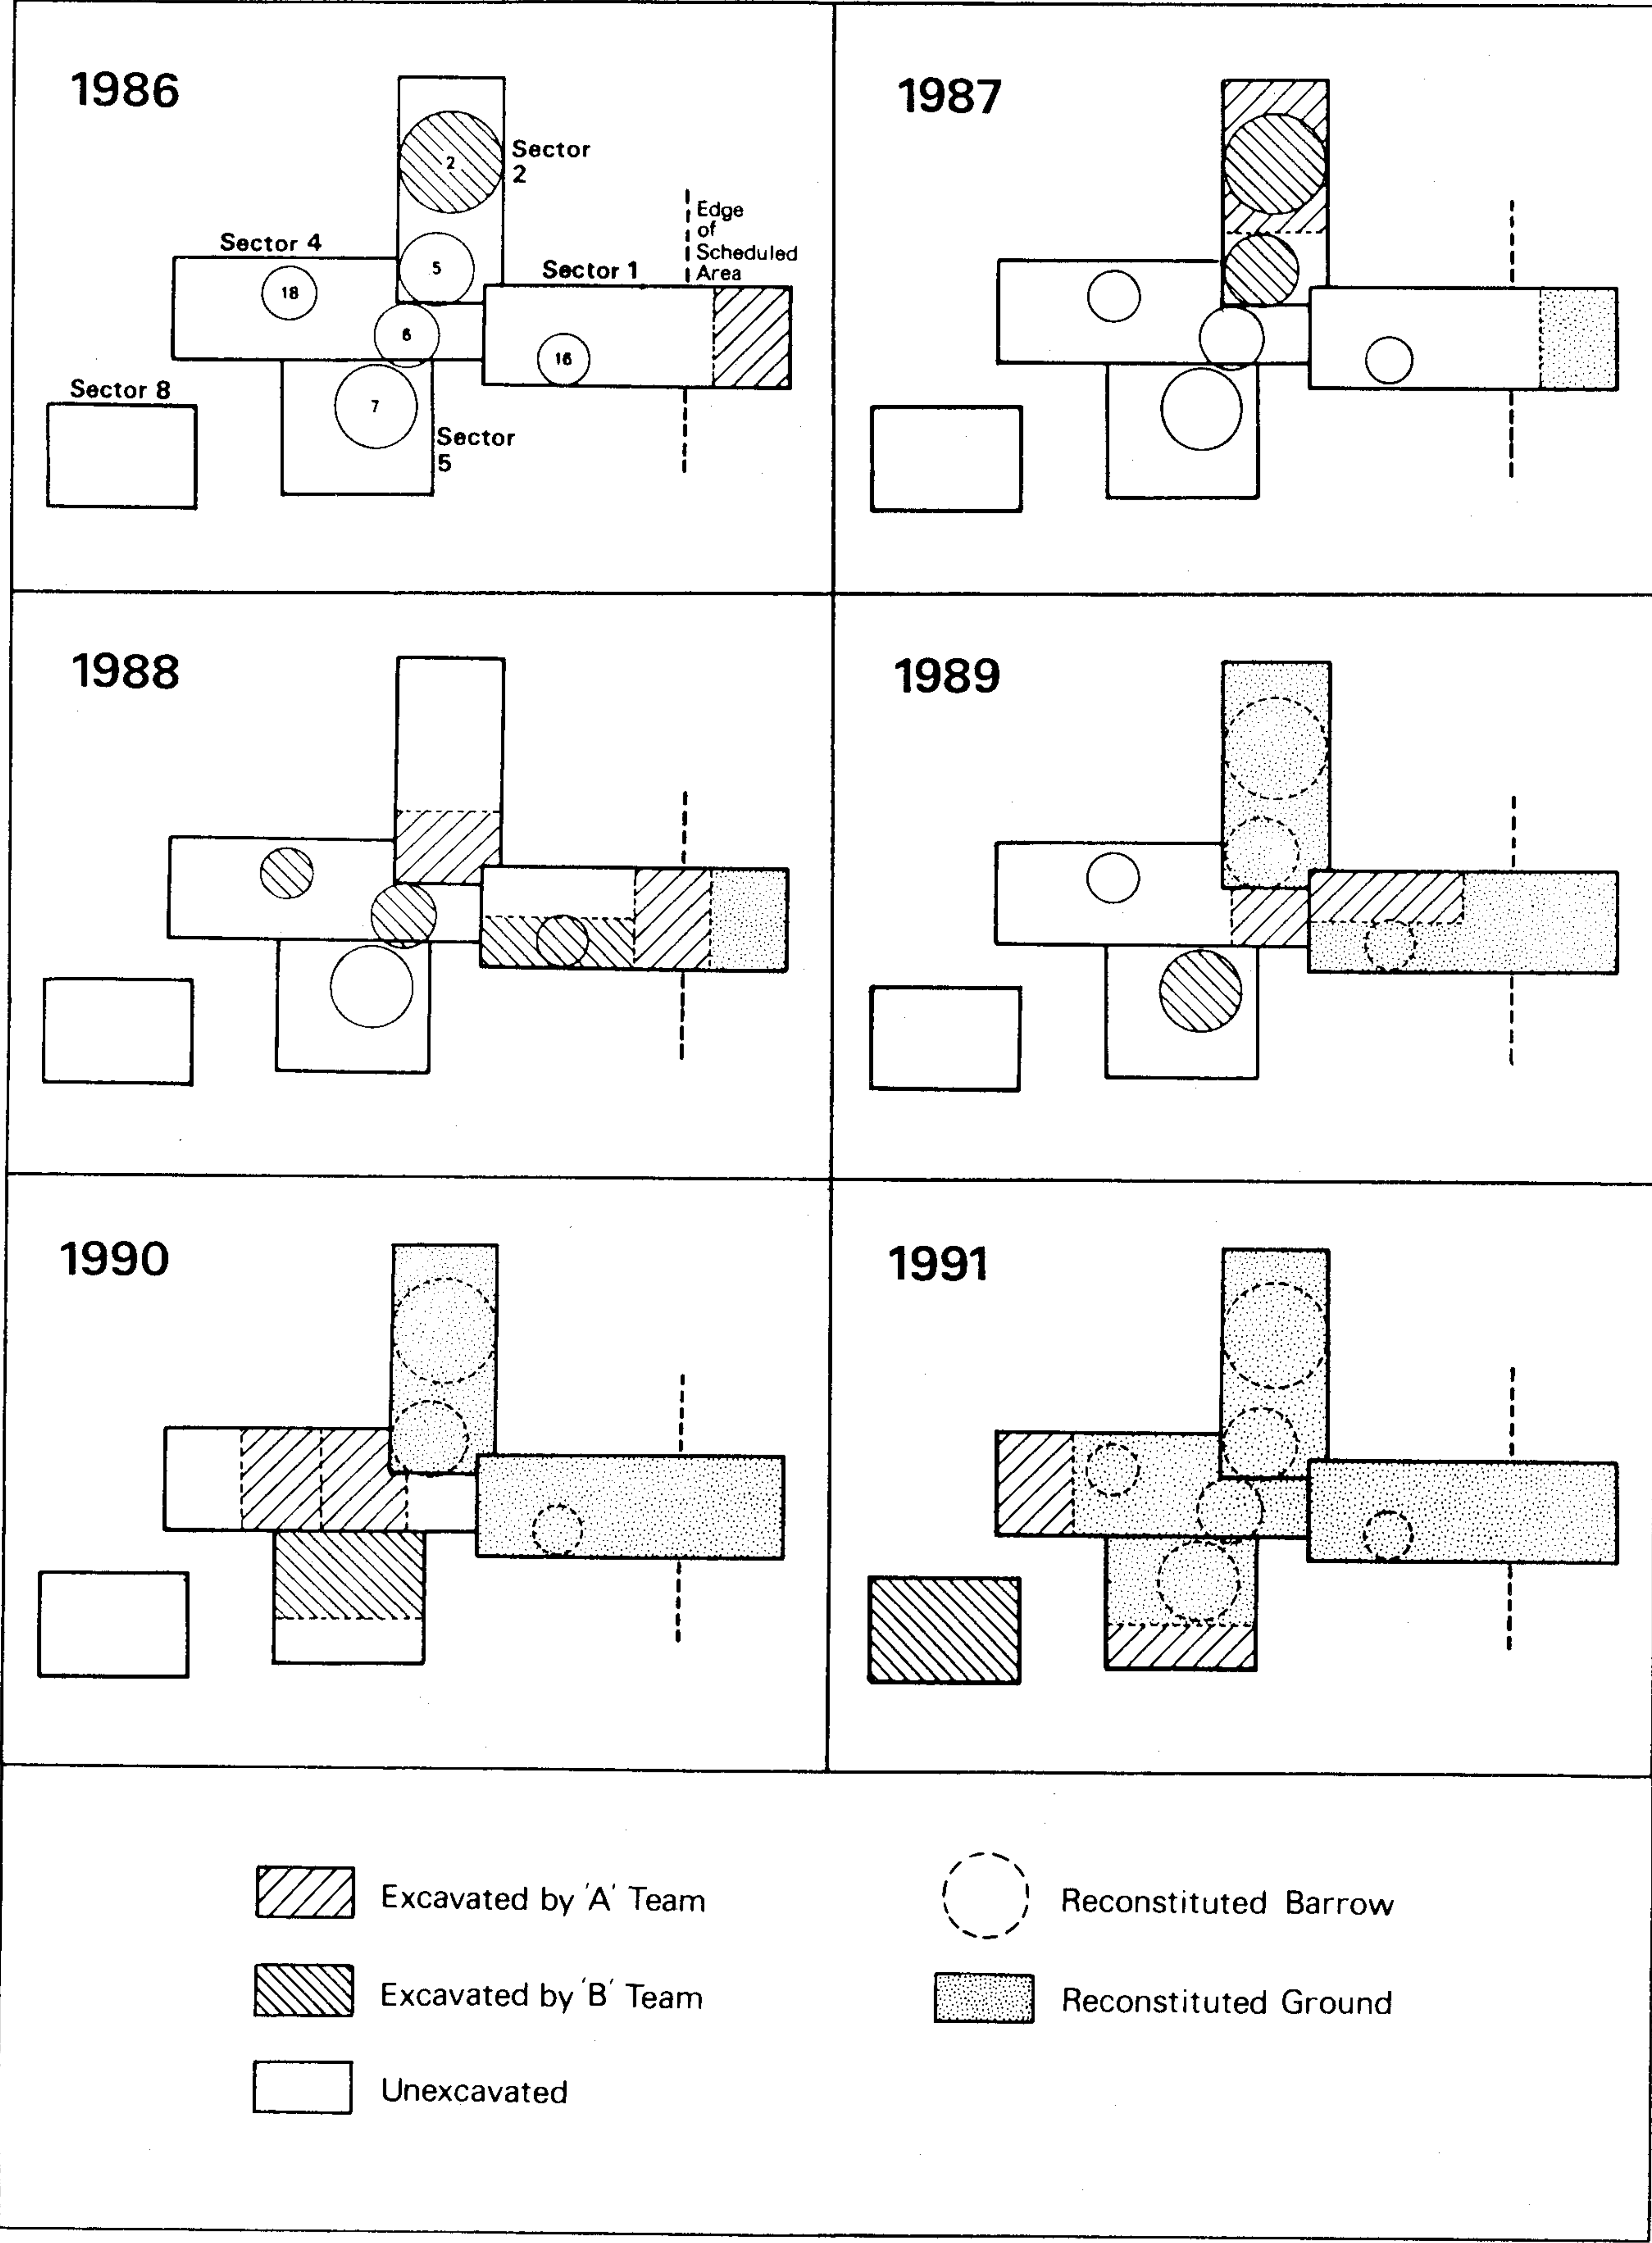 1986
2
Sector
2
5
Edge
of
Scheduled
Area
Sector 4
Sector 1
18
6
16
Sector 8
7
Sector
5
1987
1988
1989
1990
1991
Excavated by 'A' Team
Reconstituted Barrow
Excavated by 'B' Team
Reconstituted Ground
Unexcavated